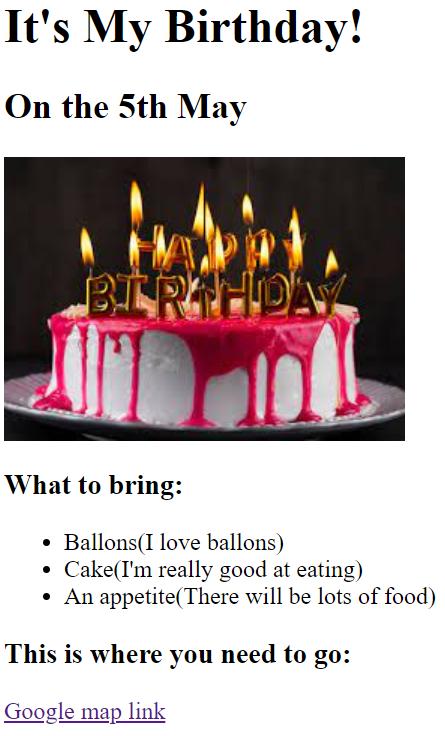 It's My Birthday!
On the 5th May
HAPPY
BIRTHDAY
What to bring:
Ballons(I love ballons)
Cake(I'm really good at eating)
An appetite(There will be lots of food)
This is where you need to go:
Google map link